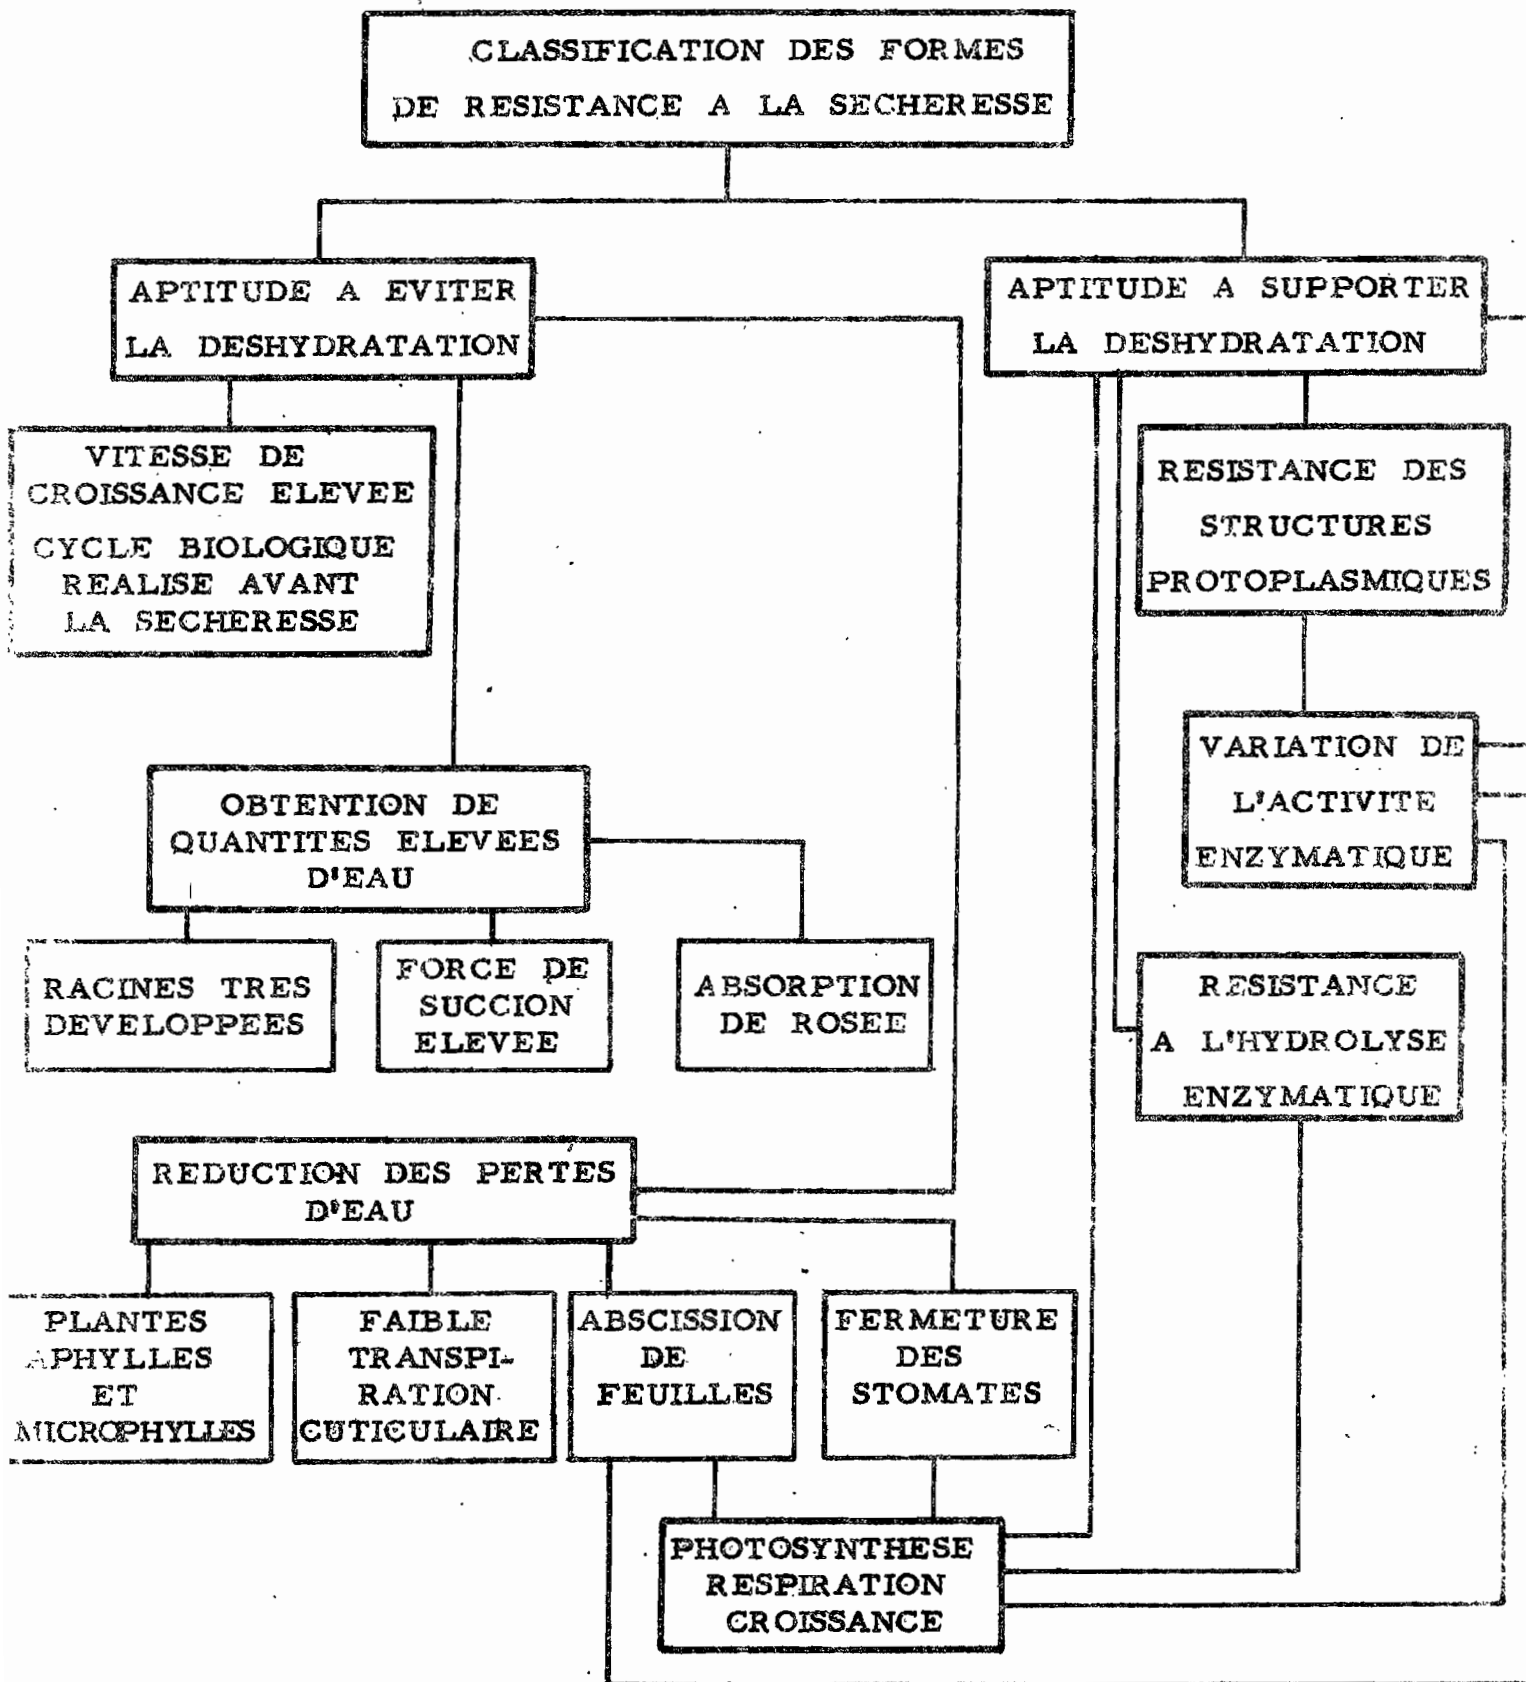 CLASSIFICATION DES FORMES
DE RESISTANCE A LA SECHERESSE
APTITUDE A EVITER
LA DESHYDRATATION
APTITUDE A SUPPORTER
LA DESHYDRATATION
VITESSE DE
CROISSANCE ELEVEE
CYCLE BIOLOGIQUE
REALISE AVANT
LA SECHERESSE
RESISTANCE DES
STRUCTURES
PROTOPLASMIQUES
VARIATION DE
L'ACTIVITE
ENZYMATIQUE
OBTENTION DE
QUANTITES ELEVEES
D'EAU
RACINES TRES
DEVELOPPEES
FORCE DE
SUCCION
ELEVEE
ABSORPTION
DE ROSEE
RESISTANCE
A L'HYDROLYSE
ENZYMATIQUE
REDUCTION DES PERTES
D'EAU
PLANTES
APHYLLES
ET
MICROPHYLLES
FAIBLE
TRANSPI-
RATION
CUTICULAIRE
ABSCISSION
DE
FEUILLES
FERMETURE
DES
STOMATES
PHOTOSYNTHESE
RESPIRATION
CROISSANCE